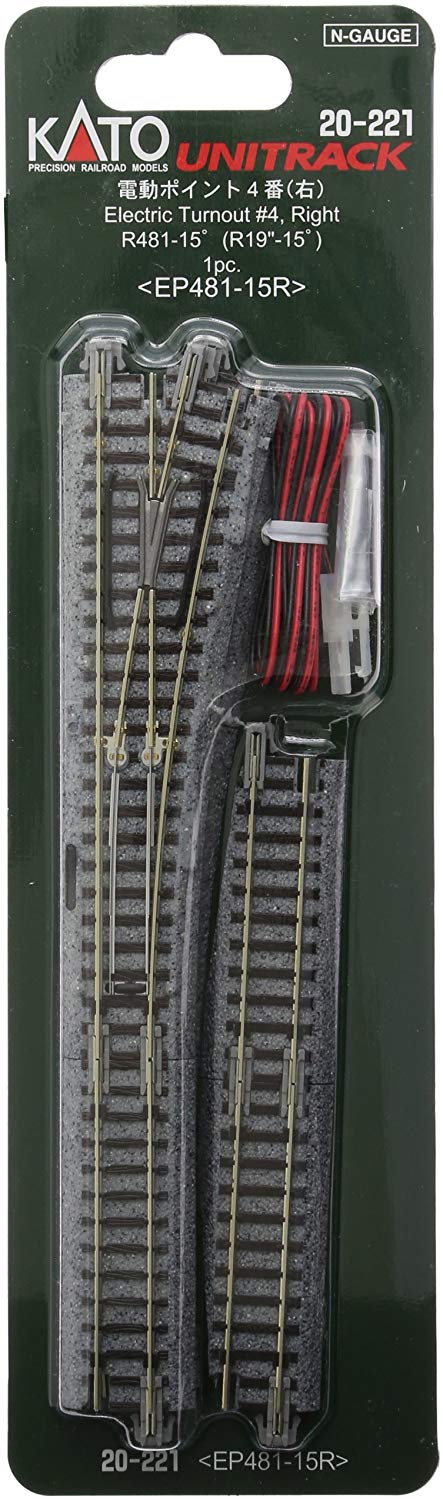 N-GAUGE
20-221
KATO UNITRACK
PRECISION RAILROAD MODELS
電動ポイント4番(右)
Electric Turnout #4, Right
R481-15° (R19"-15°)
1pc.
<EP481-15R>
20-221 <EP481-15R>